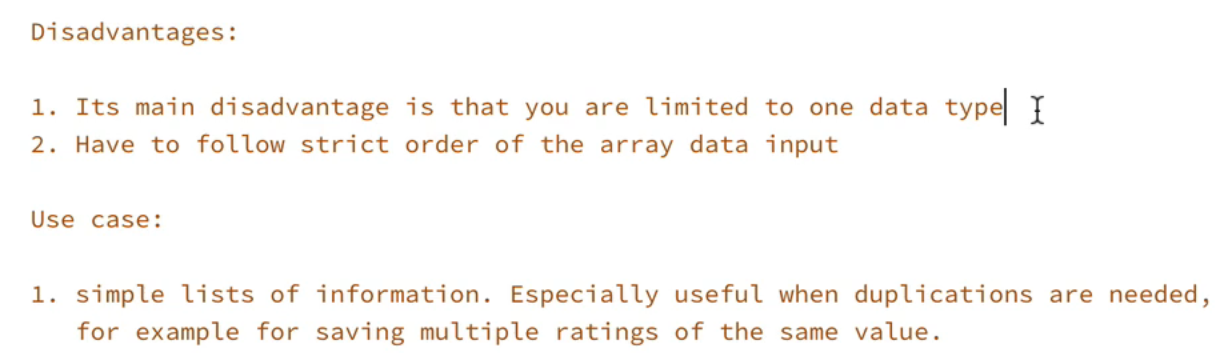 Disadvantages:
1. Its main disadvantage is that you are limited to one data type
2. Have to follow strict order of the array data input
Use case:
1. simple lists of information. Especially useful when duplications are needed,
for example for saving multiple ratings of the same value.